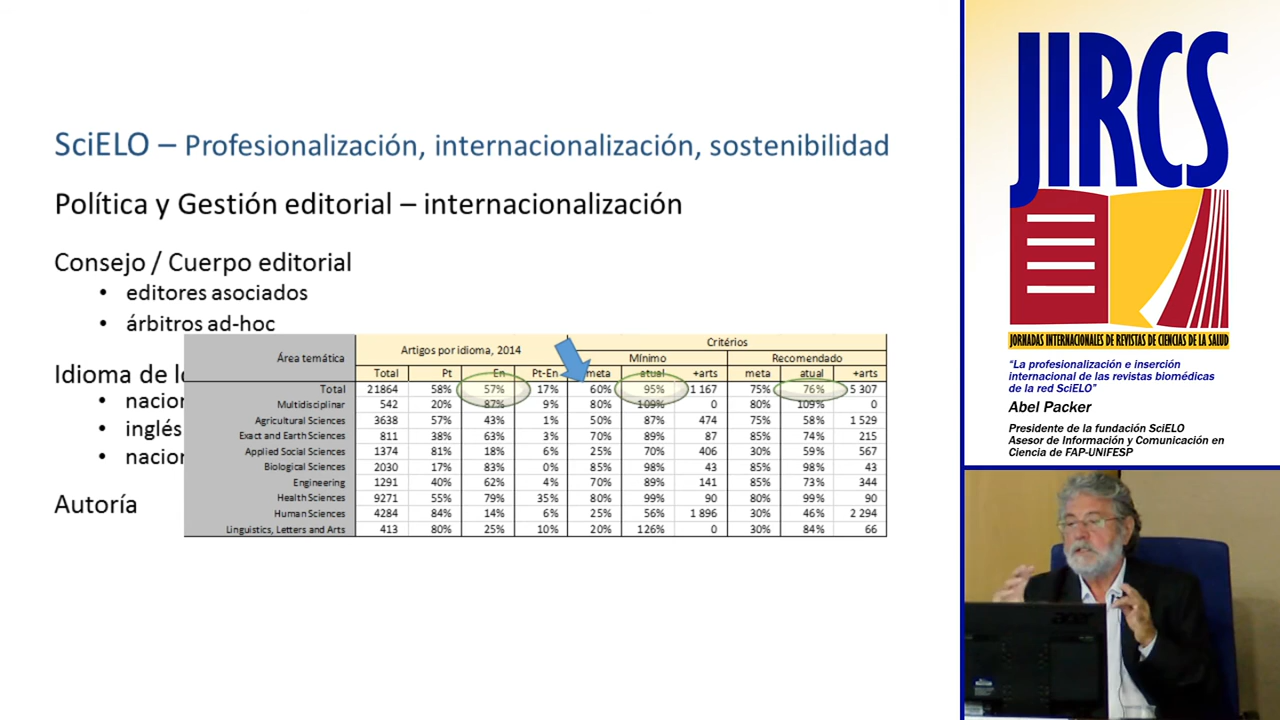 SciELO – Profesionalización, internacionalización, sostenibilidad
Política y Gestión editorial – internacionalización
Consejo / Cuerpo editorial
• editores asociados
• árbitros ad-hoc
Idioma de l
• nacion
• inglés
• nacion
Autoría
Área temática Artigos por idioma, 2014 Critérios
Mínimo Recomendado
Total Pt En Pt-En meta atual +arts meta atual +arts
Total 21864 58% 57% 17% 60% 95% 1 167 75% 76% 5 307
Multidisciplinar 542 20% 87% 9% 80% 109% 0 80% 109% 0
Agricultural Sciences 3638 57% 43% 1% 50% 87% 474 75% 58% 1 529
Exact and Earth Sciences 811 38% 63% 3% 70% 89% 87 85% 74% 215
Applied Social Sciences 1374 81% 18% 6% 25% 70% 406 30% 59% 567
Biological Sciences 2030 17% 83% 0% 85% 98% 43 85% 98% 43
Engineering 1291 40% 62% 4% 70% 89% 141 85% 73% 344
Health Sciences 9271 55% 79% 35% 80% 99% 90 80% 99% 90
Human Sciences 4284 84% 14% 6% 25% 56% 1 896 30% 46% 2 294
Linguistics, Letters and Arts 413 80% 25% 10% 20% 126% 0 30% 84% 66
JIRCS
JORNADAS INTERNACIONALES DE REVISTAS DE CIENCIAS DE LA SALUD
"La profesionalización e inserción
internacional de las revistas biomédicas
de la red SciELO"
Abel Packer
Presidente de la fundación SciELO
Asesor de Información y Comunicación en
Ciencia de FAP-UNIFESP
acer